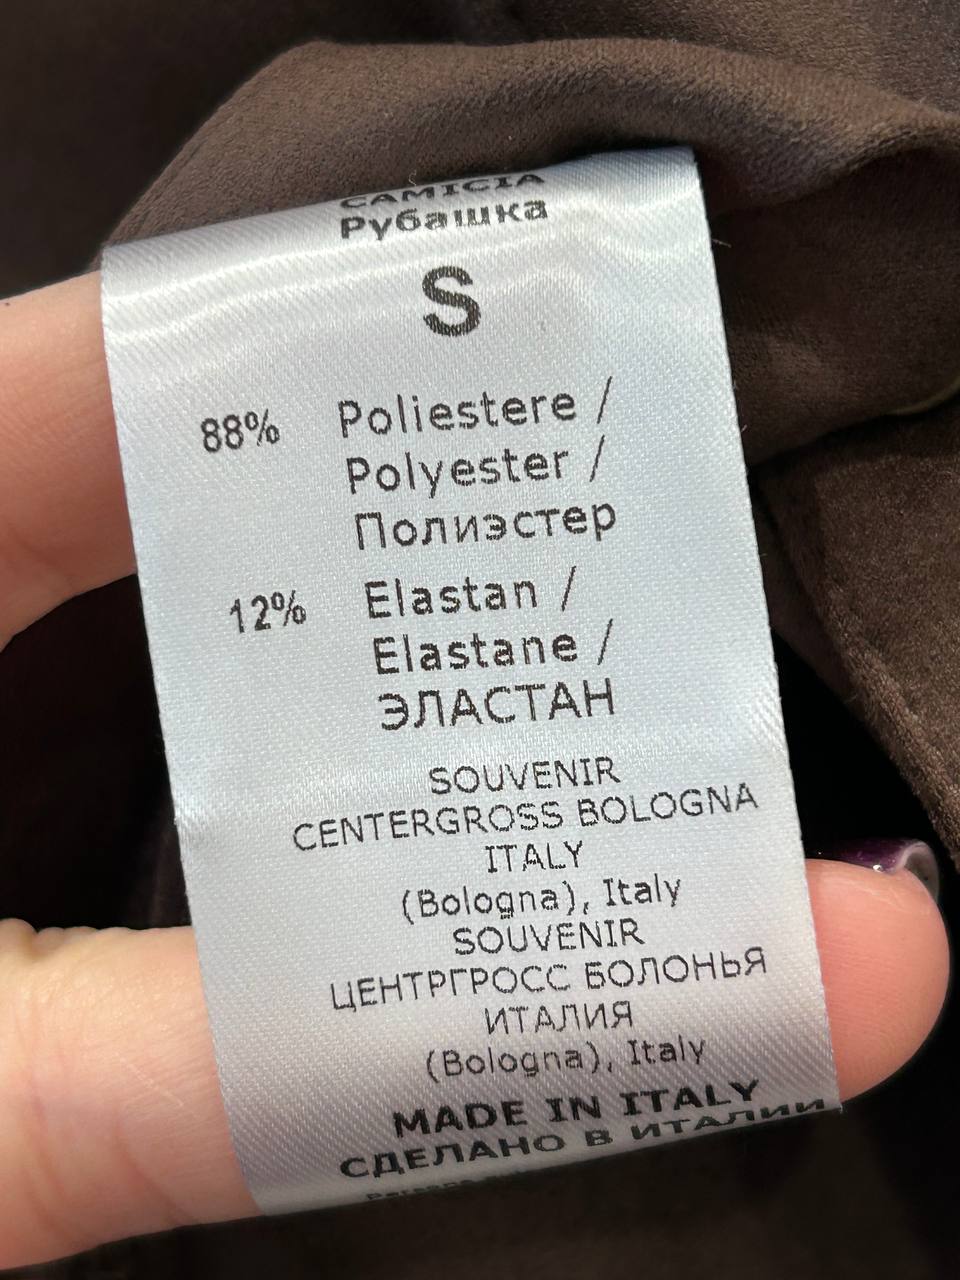 CAMICIA
Рубашка
S
88% Poliestere /
Polyester /
Полиэстер
12% Elastan /
Elastane /
ЭЛАСТАН
SOUVENIR
CENTERGROSS BOLOGNA
ITALY
(Bologna), Italy
SOUVENIR
ЦЕНТРГРОСС БОЛОНЬЯ
ИТАЛИЯ
(Bologna), Italy
MADE IN ITALY
СДЕЛАНО В ИТАЛИИ